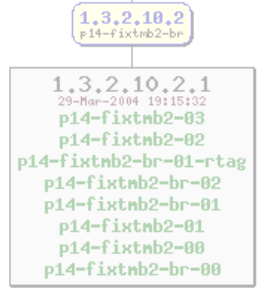 1.3.2.10.2
p14-fixtmb2-br
1.3.2.10.2.1
29-Mar-2004 19:15:32
p14-fixtmb2-03
p14-fixtmb2-02
p14-fixtmb2-br-01-rtag
p14-fixtmb2-br-02
p14-fixtmb2-br-01
p14-fixtmb2-01
p14-fixtmb2-00
p14-fixtmb2-br-00